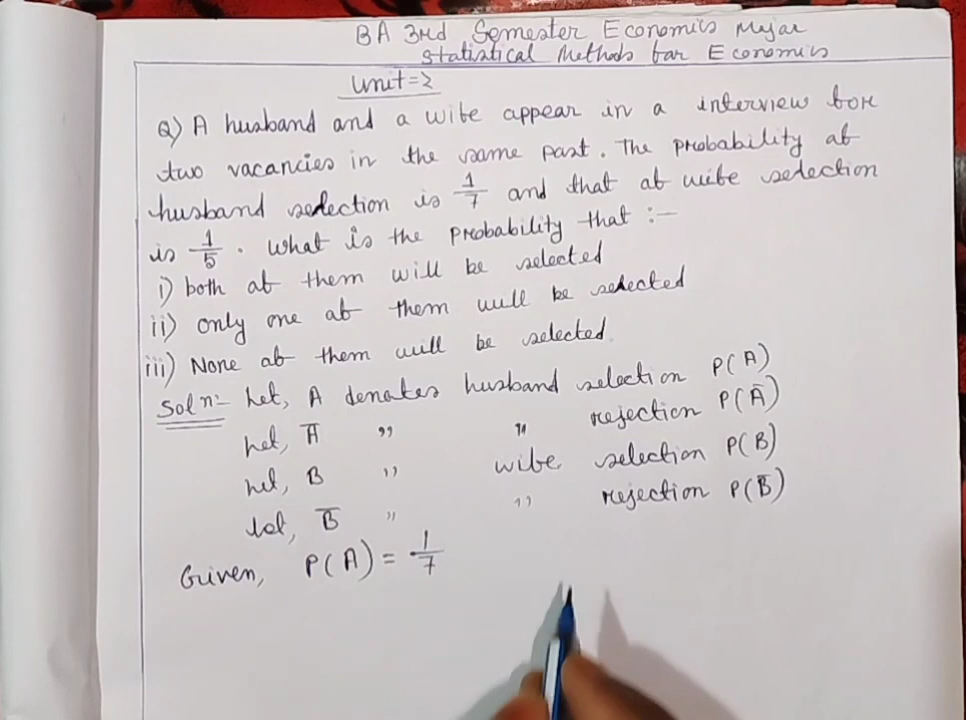 BA 3rd Semester Economics Major
Statistical Methods for Economics
Unit=2
Q) A husband and a wife appear in a interview for
two vacancies in the same post. The probability of
husband selection is 1/7 and that of wife selection
is 1/5. What is the probability that :-
i) both of them will be selected
ii) only one of them will be selected
iii) None of them will be selected.
Soln:- Let, A denotes husband selection P(A)
Let, Ā " " rejection P(Ā)
Let, B " wife selection P(B)
Let, B̄ " " rejection P(B̄)
Given, P(A) = 1/7